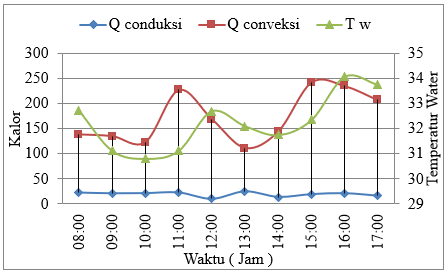 Q conduksi Q conveksi T w
300 250 200 150 100 50 0
Kalor
35 34 33 32 31 30 29
Temperatur Water
08:00 09:00 10:00 11:00 12:00 13:00 14:00 15:00 16:00 17:00
Waktu ( Jam )